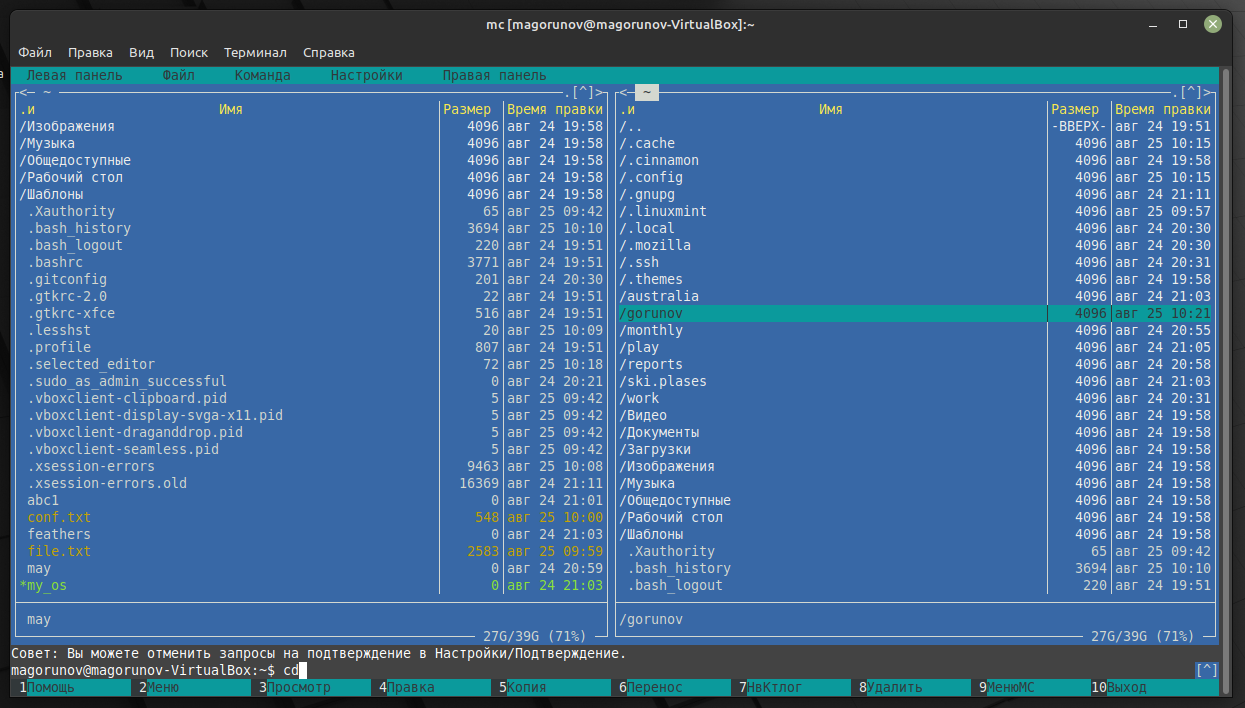 mc [magorunov@magorunov-VirtualBox]:~
Файл Правка Вид Поиск Терминал Справка
Левая панель Файл Команда Настройки Правая панель
<─ ~ .[^]>
.и Имя Размер Время правки
/Изображения 4096 авг 24 19:58
/Музыка 4096 авг 24 19:58
/Общедоступные 4096 авг 24 19:58
/Рабочий стол 4096 авг 24 19:58
/Шаблоны 4096 авг 24 19:58
.Xauthority 65 авг 25 09:42
.bash_history 3694 авг 25 10:10
.bash_logout 220 авг 24 19:51
.bashrc 3771 авг 24 19:51
.gitconfig 201 авг 24 20:30
.gtkrc-2.0 22 авг 24 19:51
.gtkrc-xfce 516 авг 24 19:51
.lesshst 20 авг 25 10:09
.profile 807 авг 24 19:51
.selected_editor 72 авг 25 10:18
.sudo_as_admin_successful 0 авг 24 20:21
.vboxclient-clipboard.pid 5 авг 25 09:42
.vboxclient-display-svga-x11.pid 5 авг 25 09:42
.vboxclient-draganddrop.pid 5 авг 25 09:42
.vboxclient-seamless.pid 5 авг 25 09:42
.xsession-errors 9463 авг 25 10:08
.xsession-errors.old 16369 авг 24 21:11
abc1 0 авг 24 21:01
conf.txt 548 авг 25 10:00
feathers 0 авг 24 21:03
file.txt 2583 авг 25 09:59
may 0 авг 24 20:59
*my_os 0 авг 24 21:03
may
27G/39G (71%)
<─ ~ .[^]>
.и Имя Размер Время правки
/.. -ВВЕРХ- авг 24 19:51
/.cache 4096 авг 25 10:15
/.cinnamon 4096 авг 24 19:58
/.config 4096 авг 25 10:15
/.gnupg 4096 авг 24 21:11
/.linuxmint 4096 авг 25 09:57
/.local 4096 авг 24 20:30
/.mozilla 4096 авг 24 20:30
/.ssh 4096 авг 24 20:31
/.themes 4096 авг 24 19:58
/australia 4096 авг 24 21:03
/gorunov 4096 авг 25 10:21
/monthly 4096 авг 24 20:55
/play 4096 авг 24 21:05
/reports 4096 авг 24 20:58
/ski.plases 4096 авг 24 21:03
/work 4096 авг 24 20:31
/Видео 4096 авг 24 19:58
/Документы 4096 авг 24 19:58
/Загрузки 4096 авг 24 19:58
/Изображения 4096 авг 24 19:58
/Музыка 4096 авг 24 19:58
/Общедоступные 4096 авг 24 19:58
/Рабочий стол 4096 авг 24 19:58
/Шаблоны 4096 авг 24 19:58
.Xauthority 65 авг 25 09:42
.bash_history 3694 авг 25 10:10
.bash_logout 220 авг 24 19:51
/gorunov
27G/39G (71%)
Совет: Вы можете отменить запросы на подтверждение в Настройки/Подтверждение.
magorunov@magorunov-VirtualBox:~$ cd [^]
1Помощь 2Меню 3Просмотр 4Правка 5Копия 6Перенос 7НвКтлог 8Удалить 9МенюMC 10Выход